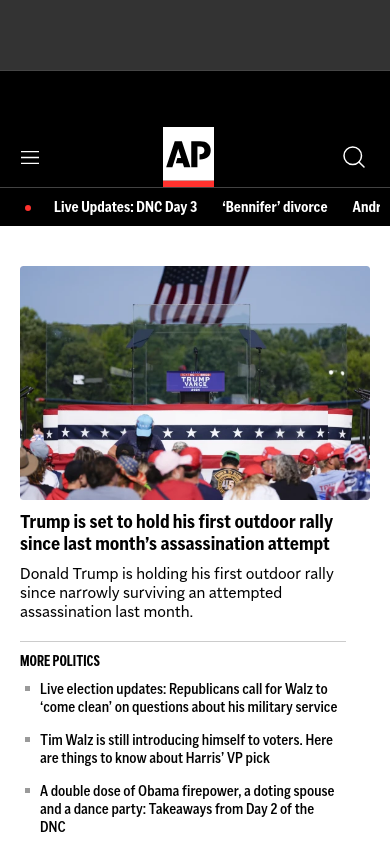 AP
Live Updates: DNC Day 3 ‘Bennifer’ divorce Andr
TRUMP
VANCE
Trump is set to hold his first outdoor rally
since last month’s assassination attempt
Donald Trump is holding his first outdoor rally
since narrowly surviving an attempted
assassination last month.
MORE POLITICS
Live election updates: Republicans call for Walz to
‘come clean’ on questions about his military service
Tim Walz is still introducing himself to voters. Here
are things to know about Harris’ VP pick
A double dose of Obama firepower, a doting spouse
and a dance party: Takeaways from Day 2 of the
DNC